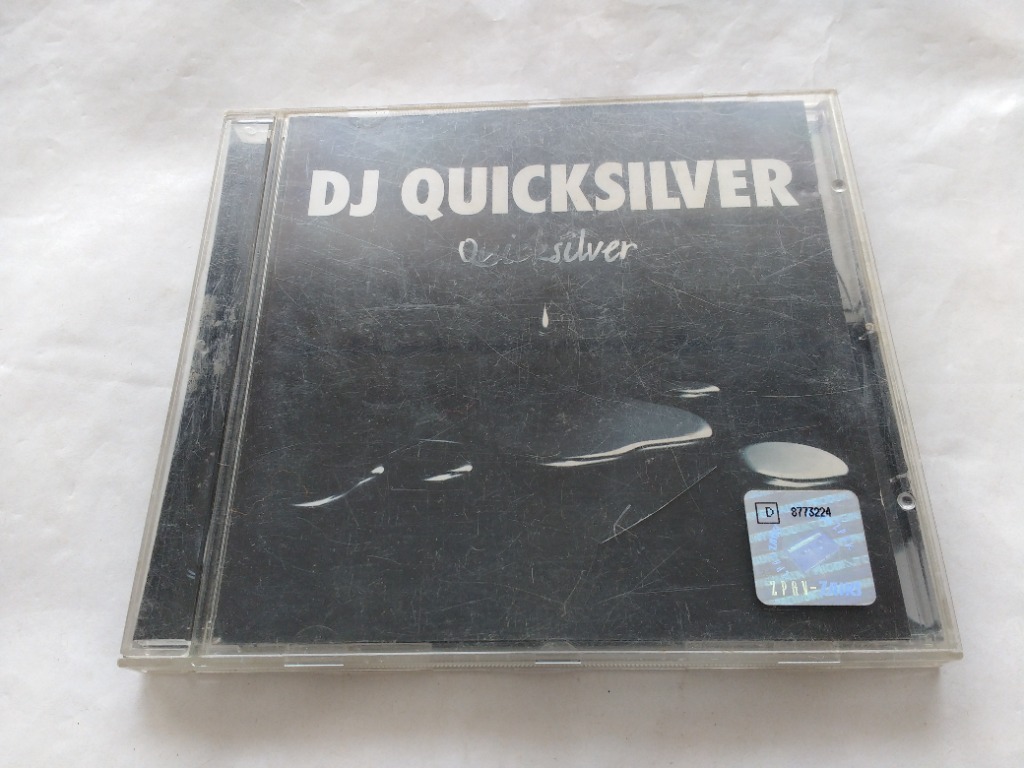 DJ QUICKSILVER
Quicksilver
D 8773224
ZPAV-